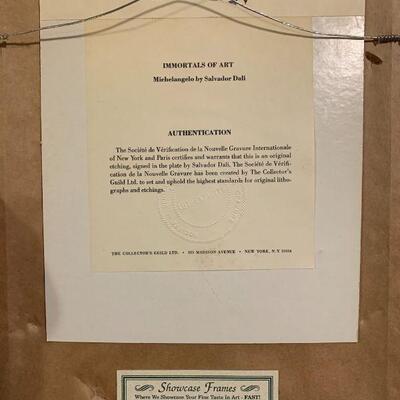 IMMORTALS OF ART
Michelangelo by Salvador Dali
AUTHENTICATION
The Société de Vérification de la Nouvelle Gravure Internationale
of New York and Paris certifies and warrants that this is an original
etching, signed in the plate by Salvador Dali. The Société de Vérifi-
cation de la Nouvelle Gravure has been created by The Collector's
Guild Ltd. to set and uphold the highest standards for original litho-
graphs and etchings.
THE COLLECTOR'S GUILD LTD. • MADISON AVENUE • NEW YORK, N.Y.
Showcase Frames
Where We Showcase Your Fine Taste In Art - FAST!